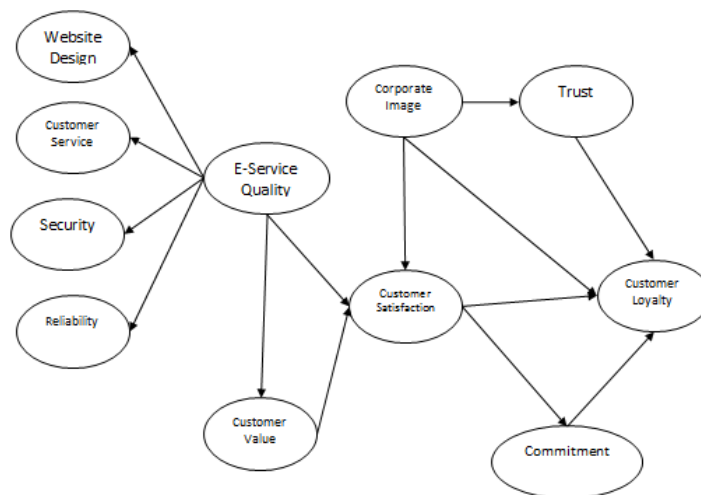 Website
Design
Customer
Service
Security
Reliability
E-Service
Quality
Customer
Value
Corporate
Image
Trust
Customer
Satisfaction
Customer
Loyalty
Commitment